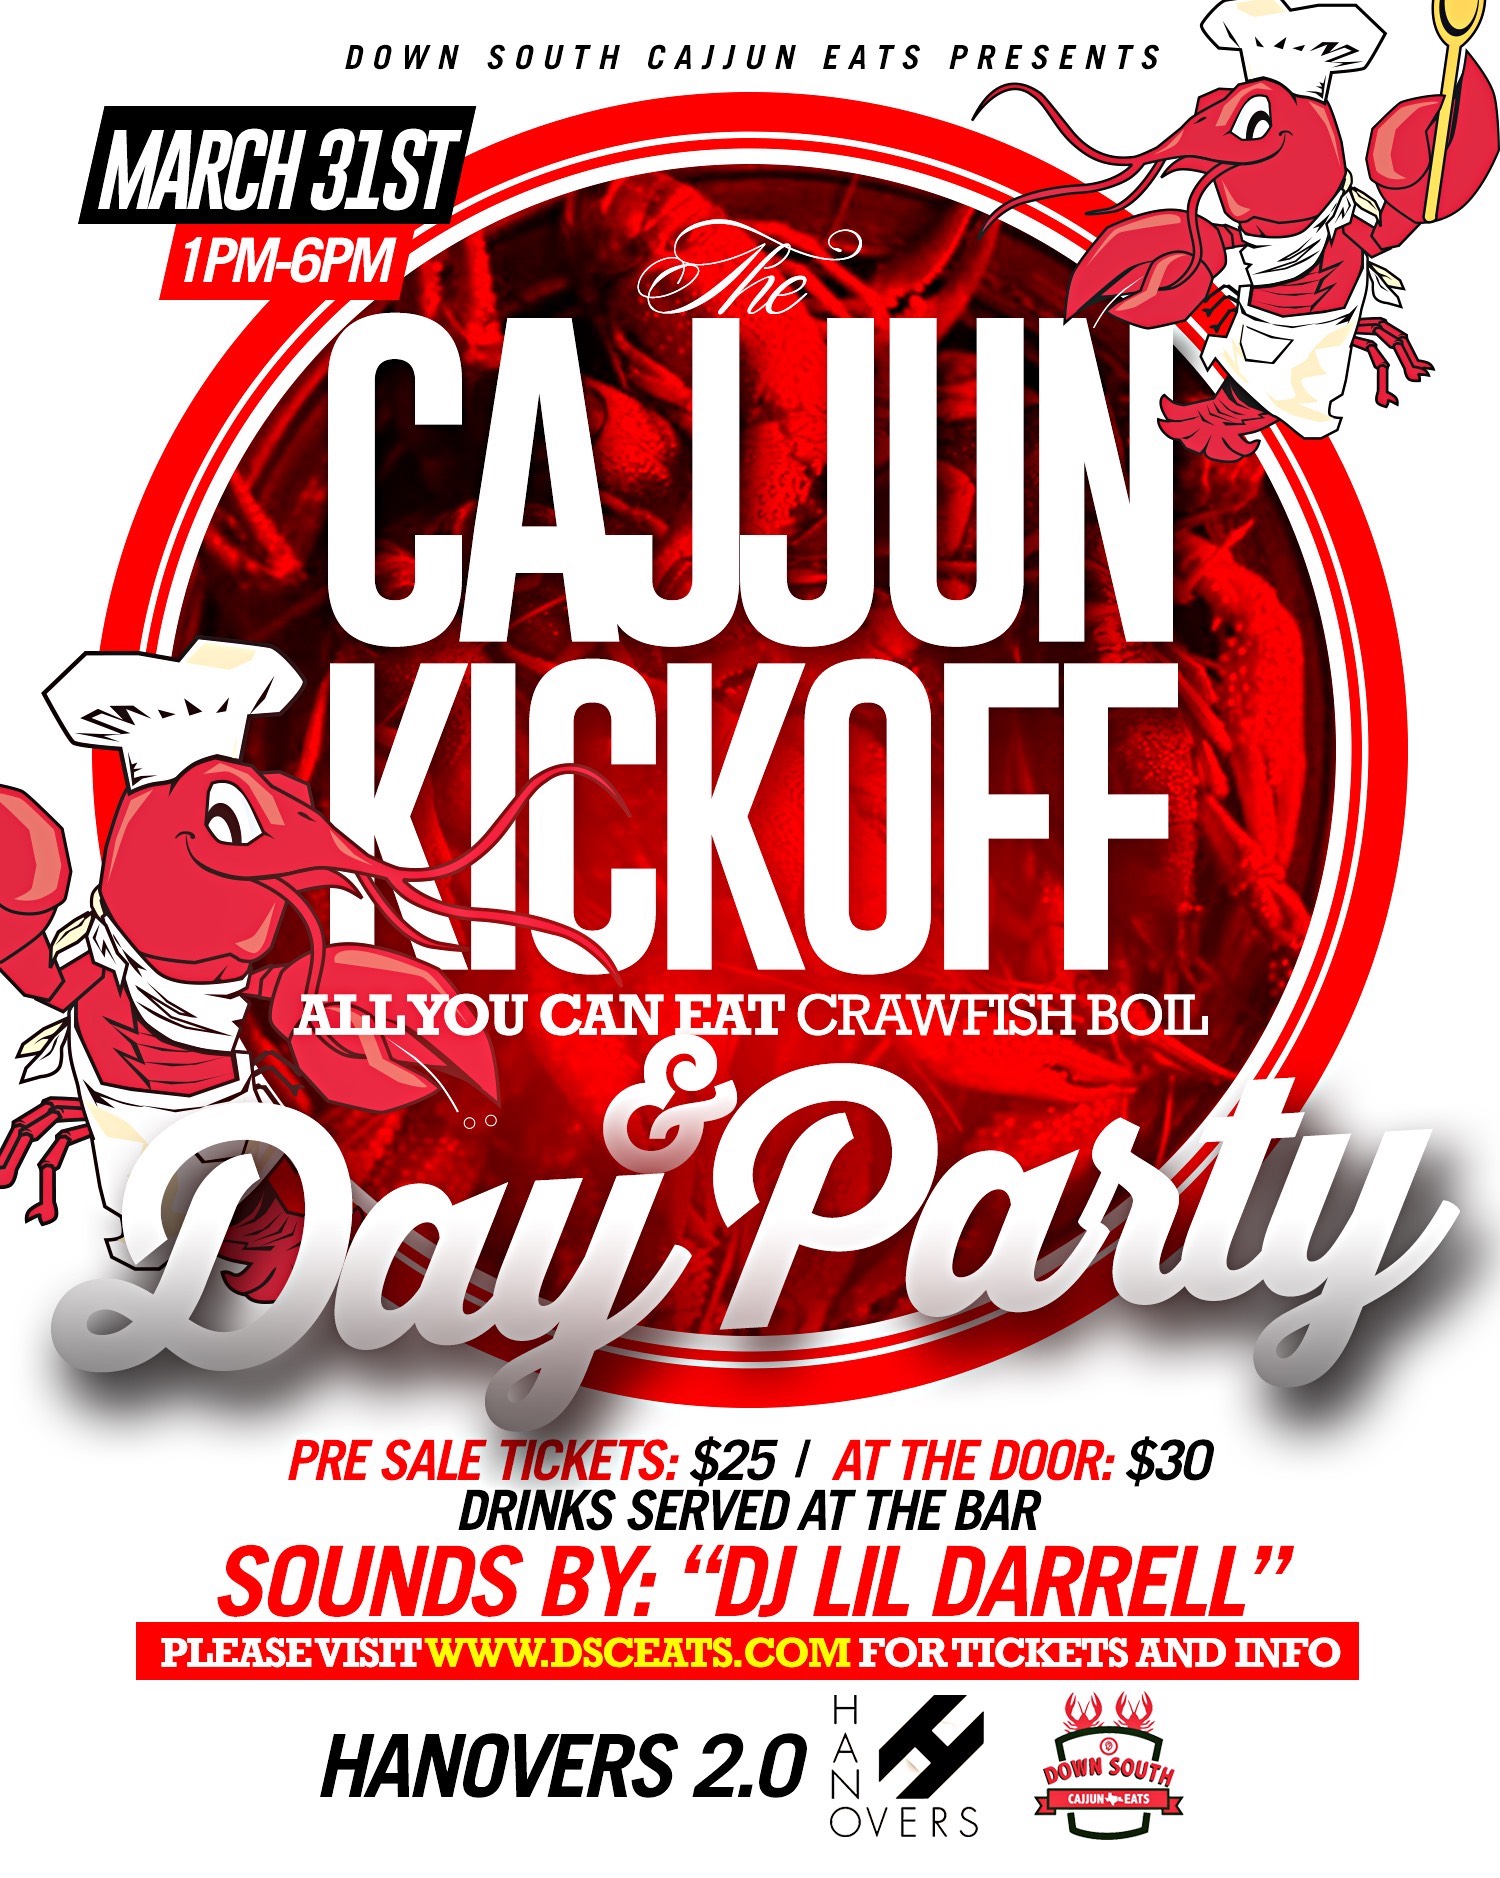 DOWN SOUTH CAJJUN EATS PRESENTS
MARCH 31ST
1PM-6PM
The
CAJJUN
KICKOFF
ALL YOU CAN EAT CRAWFISH BOIL
&
Day Party
PRE SALE TICKETS: $25 / AT THE DOOR: $30
DRINKS SERVED AT THE BAR
SOUNDS BY: “DJ LIL DARRELL”
PLEASE VISIT WWW.DSCEATS.COM FOR TICKETS AND INFO
HANOVERS 2.0
HANOVERS
DOWN SOUTH
CAJJUN EATS